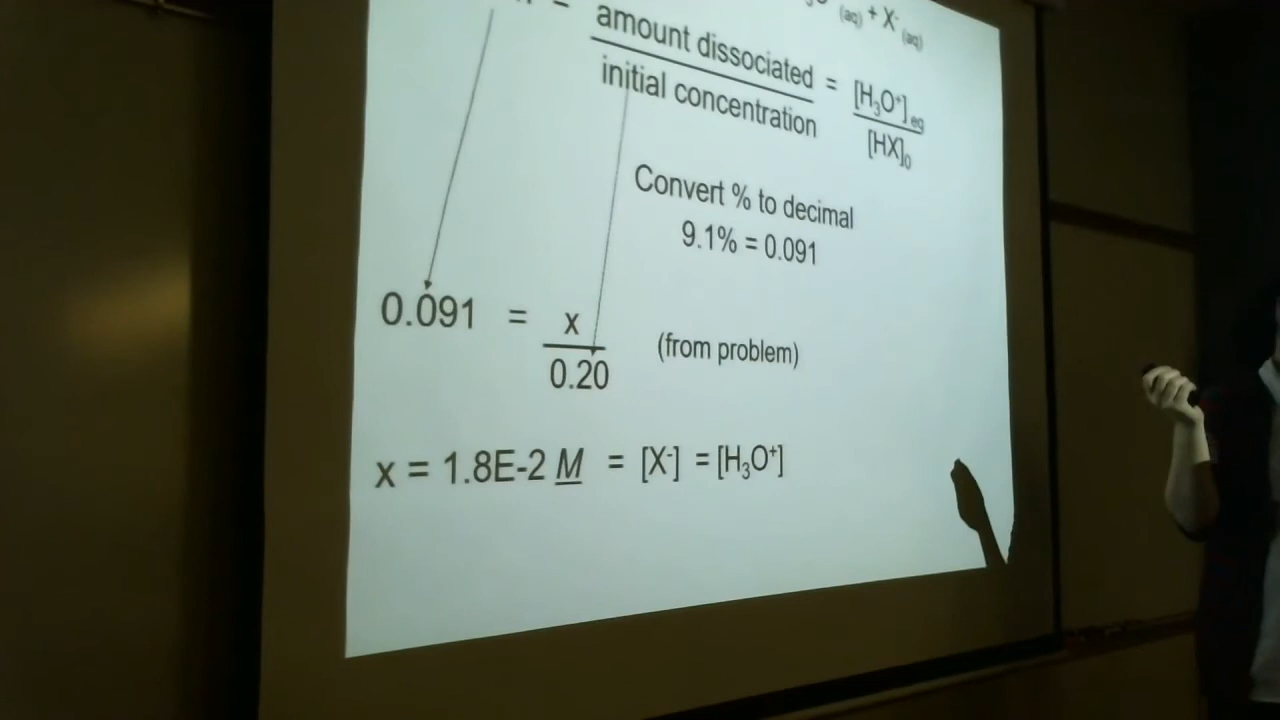 (aq) + X- (aq)
= amount dissociated / initial concentration = [H3O+]eq / [HX]0
Convert % to decimal
9.1% = 0.091
0.091 = x / 0.20 (from problem)
x = 1.8E-2 M = [X-] = [H3O+]